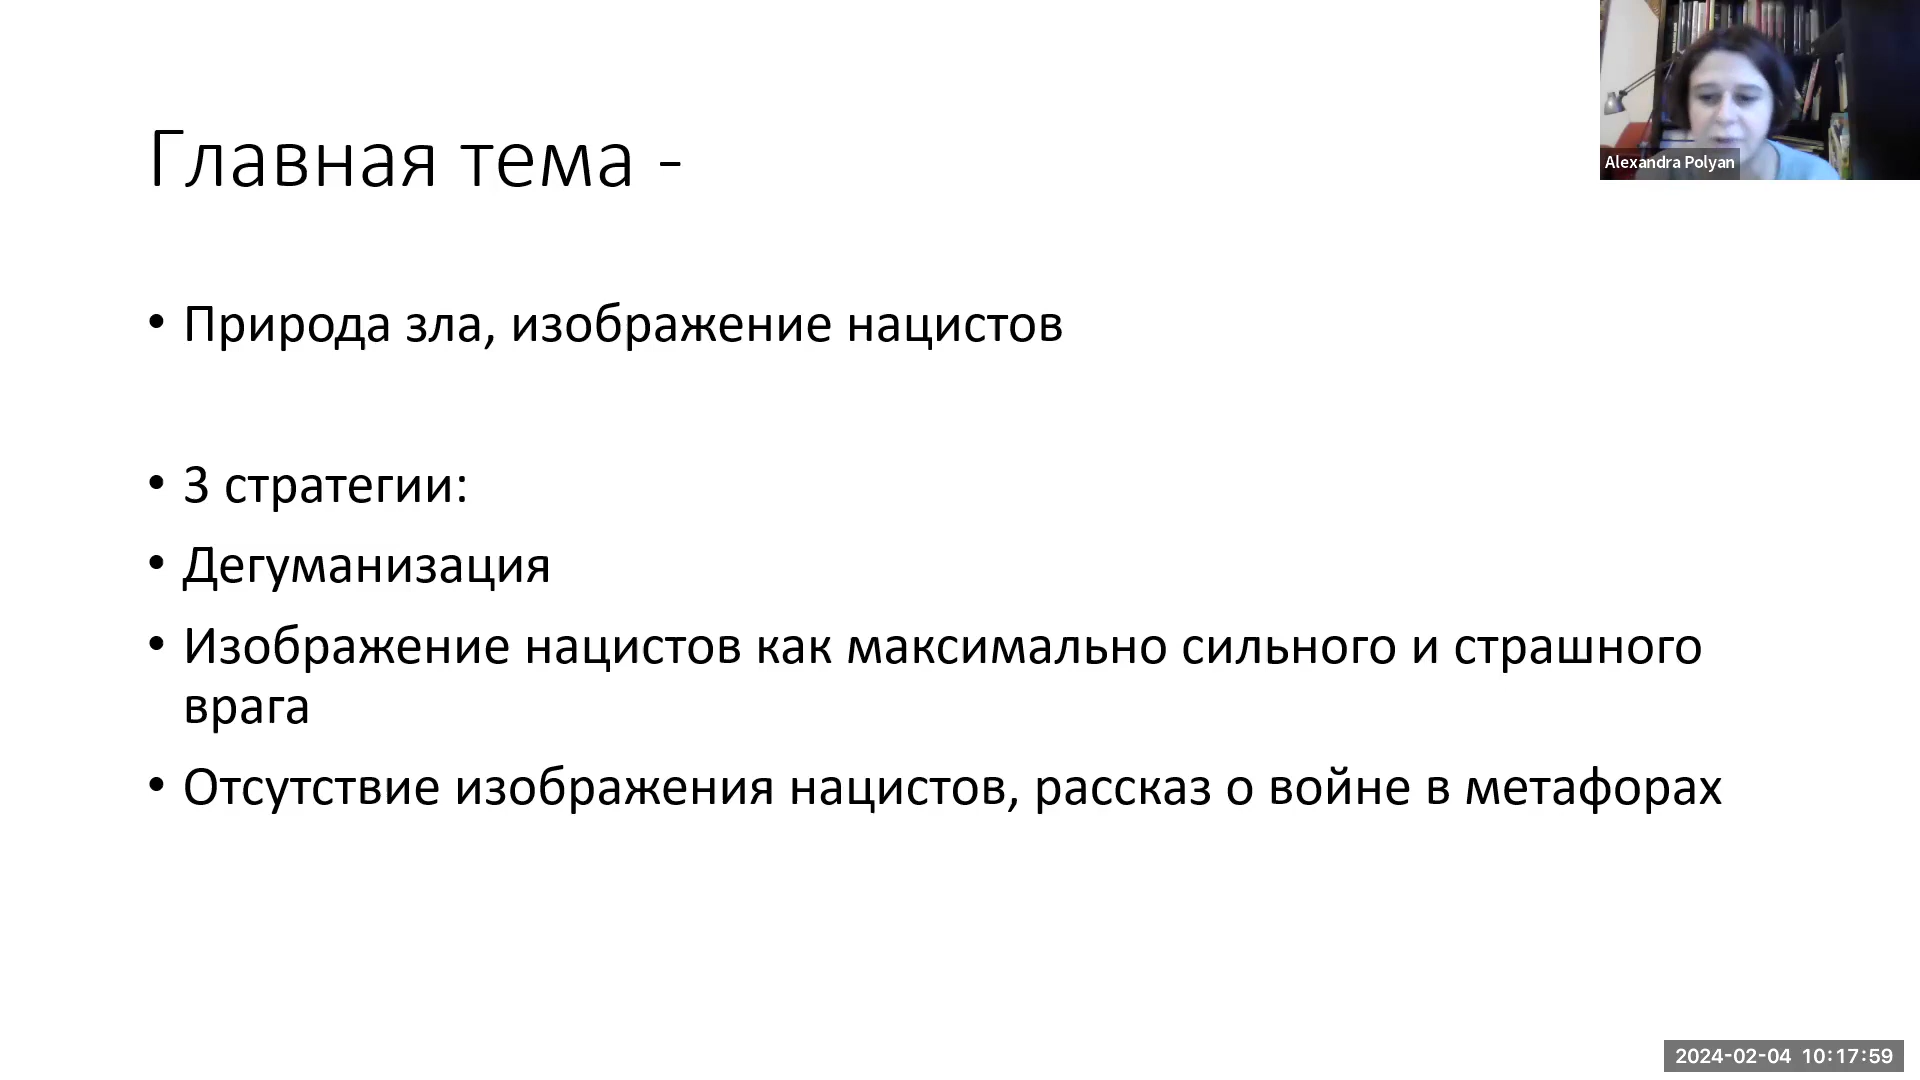 Главная тема -
• Природа зла, изображение нацистов
• 3 стратегии:
• Дегуманизация
• Изображение нацистов как максимально сильного и страшного
врага
• Отсутствие изображения нацистов, рассказ о войне в метафорах
Alexandra Polyan
2024-02-04 10:17:59